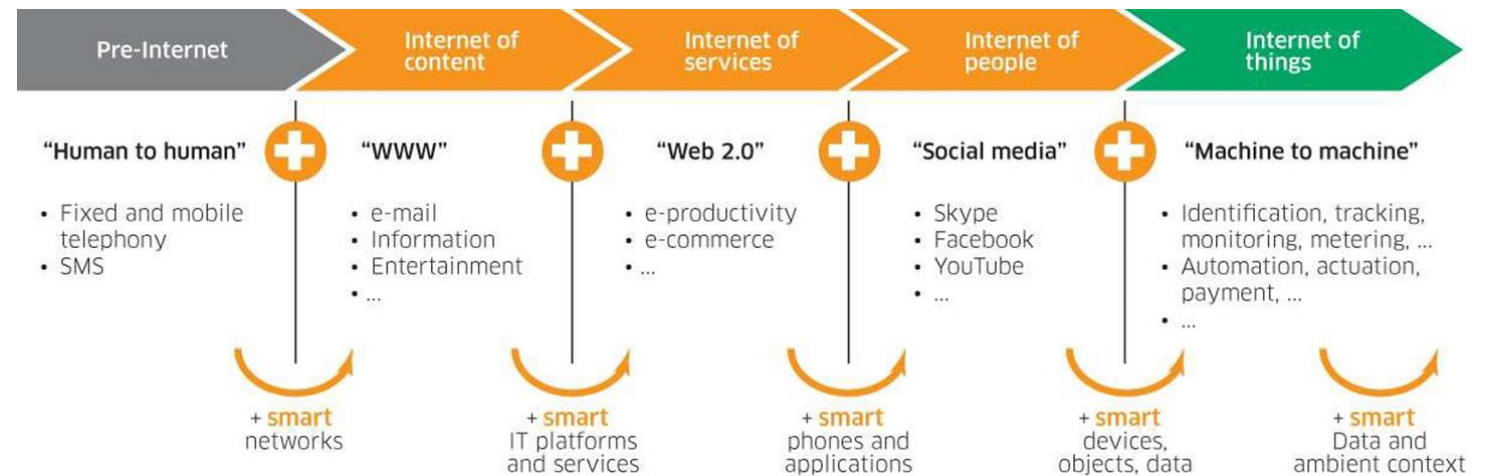 Pre-Internet
Internet of
content
Internet of
services
Internet of
people
Internet of
things
“Human to human”
• Fixed and mobile
telephony
• SMS
“WWW”
• e-mail
• Information
• Entertainment
• ...
“Web 2.0”
• e-productivity
• e-commerce
• ...
“Social media”
• Skype
• Facebook
• YouTube
• ...
“Machine to machine”
• Identification, tracking,
monitoring, metering, ...
• Automation, actuation,
payment, ...
• ...
+ smart
networks
+ smart
IT platforms
and services
+ smart
phones and
applications
+ smart
devices,
objects, data
+ smart
Data and
ambient context